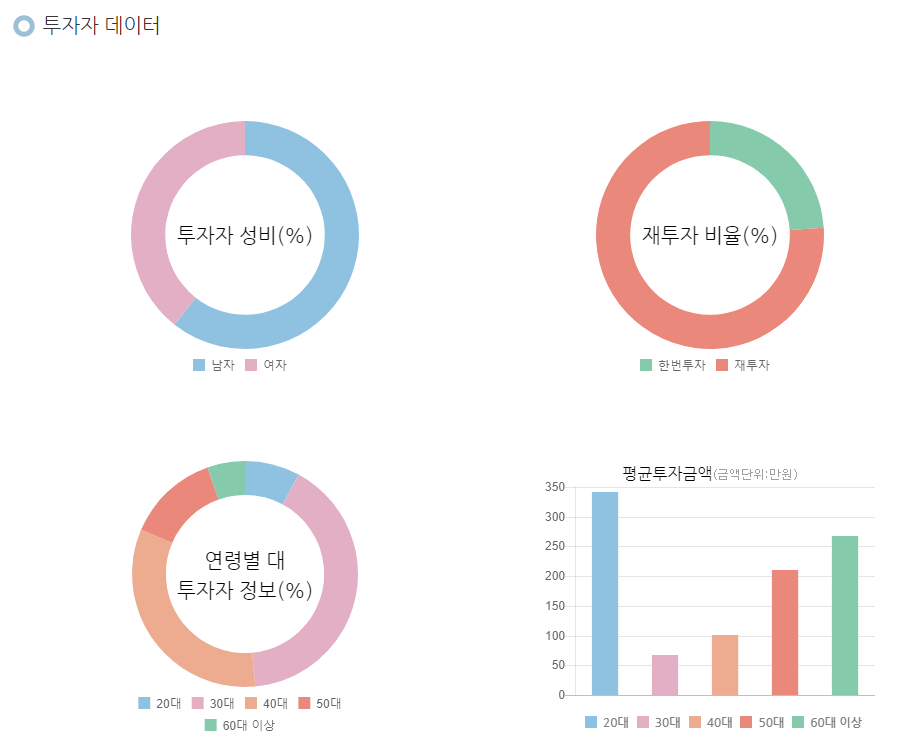 투자자 데이터
투자자 성비(%)
남자 여자
재투자 비율(%)
한번투자 재투자
연령별 대
투자자 정보(%)
20대 30대 40대 50대
60대 이상
평균투자금액(금액단위:만원)
350
300
250
200
150
100
50
0
20대 30대 40대 50대 60대 이상